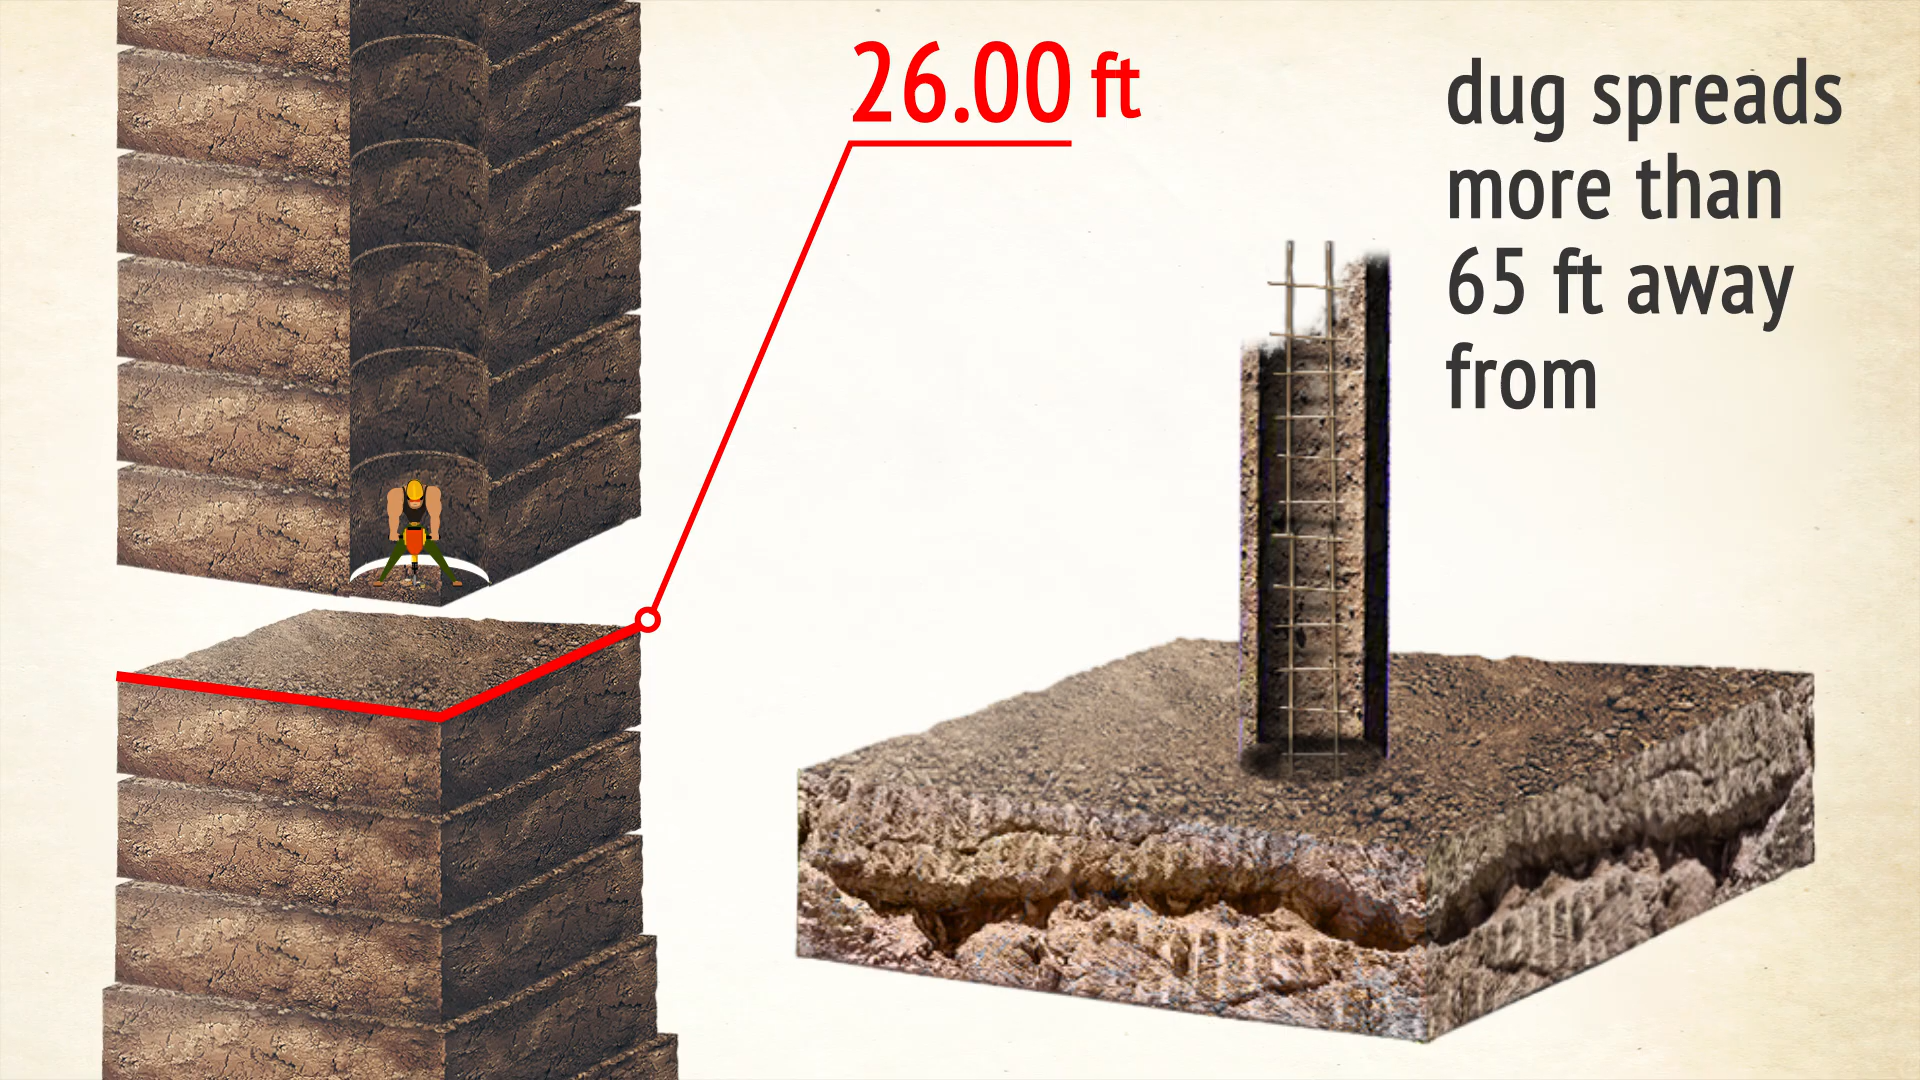 26.00 ft
dug spreads
more than
65 ft away
from